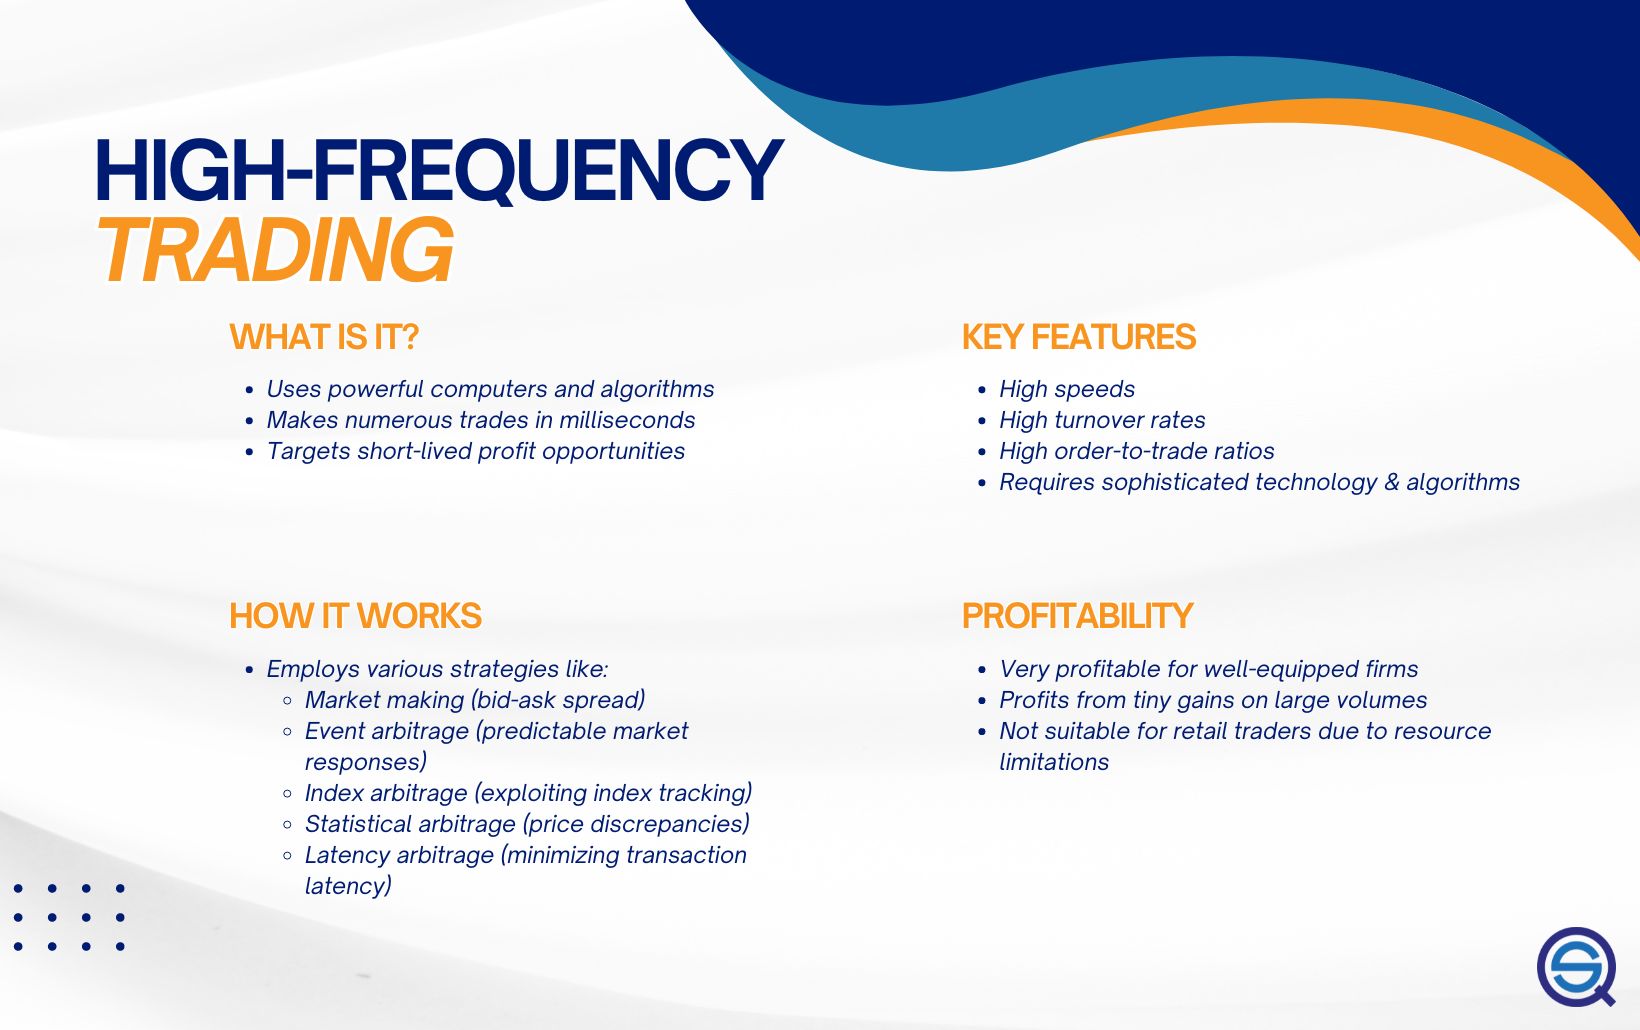 HIGH-FREQUENCY
TRADING
WHAT IS IT?
• Uses powerful computers and algorithms
• Makes numerous trades in milliseconds
• Targets short-lived profit opportunities
KEY FEATURES
• High speeds
• High turnover rates
• High order-to-trade ratios
• Requires sophisticated technology & algorithms
HOW IT WORKS
• Employs various strategies like:
◦ Market making (bid-ask spread)
◦ Event arbitrage (predictable market
responses)
◦ Index arbitrage (exploiting index tracking)
◦ Statistical arbitrage (price discrepancies)
◦ Latency arbitrage (minimizing transaction
latency)
PROFITABILITY
• Very profitable for well-equipped firms
• Profits from tiny gains on large volumes
• Not suitable for retail traders due to resource
limitations